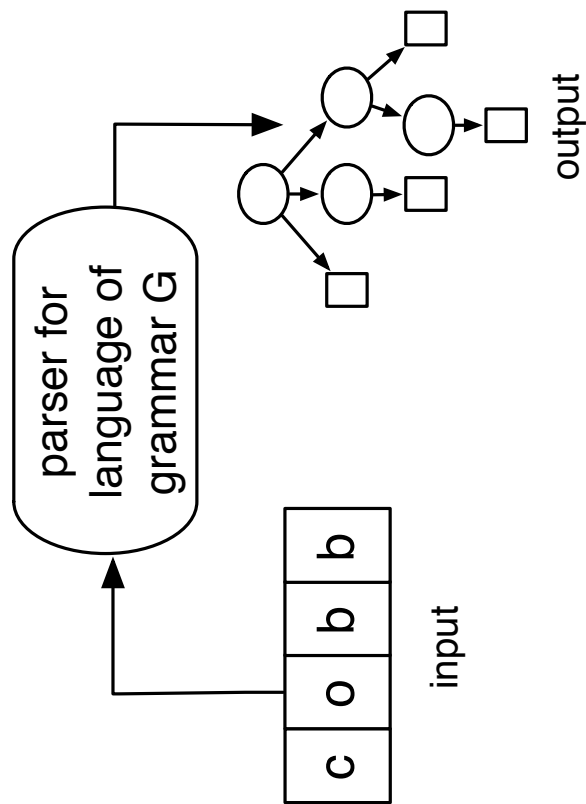 parser for
language of
grammar G
c o b b
input
output